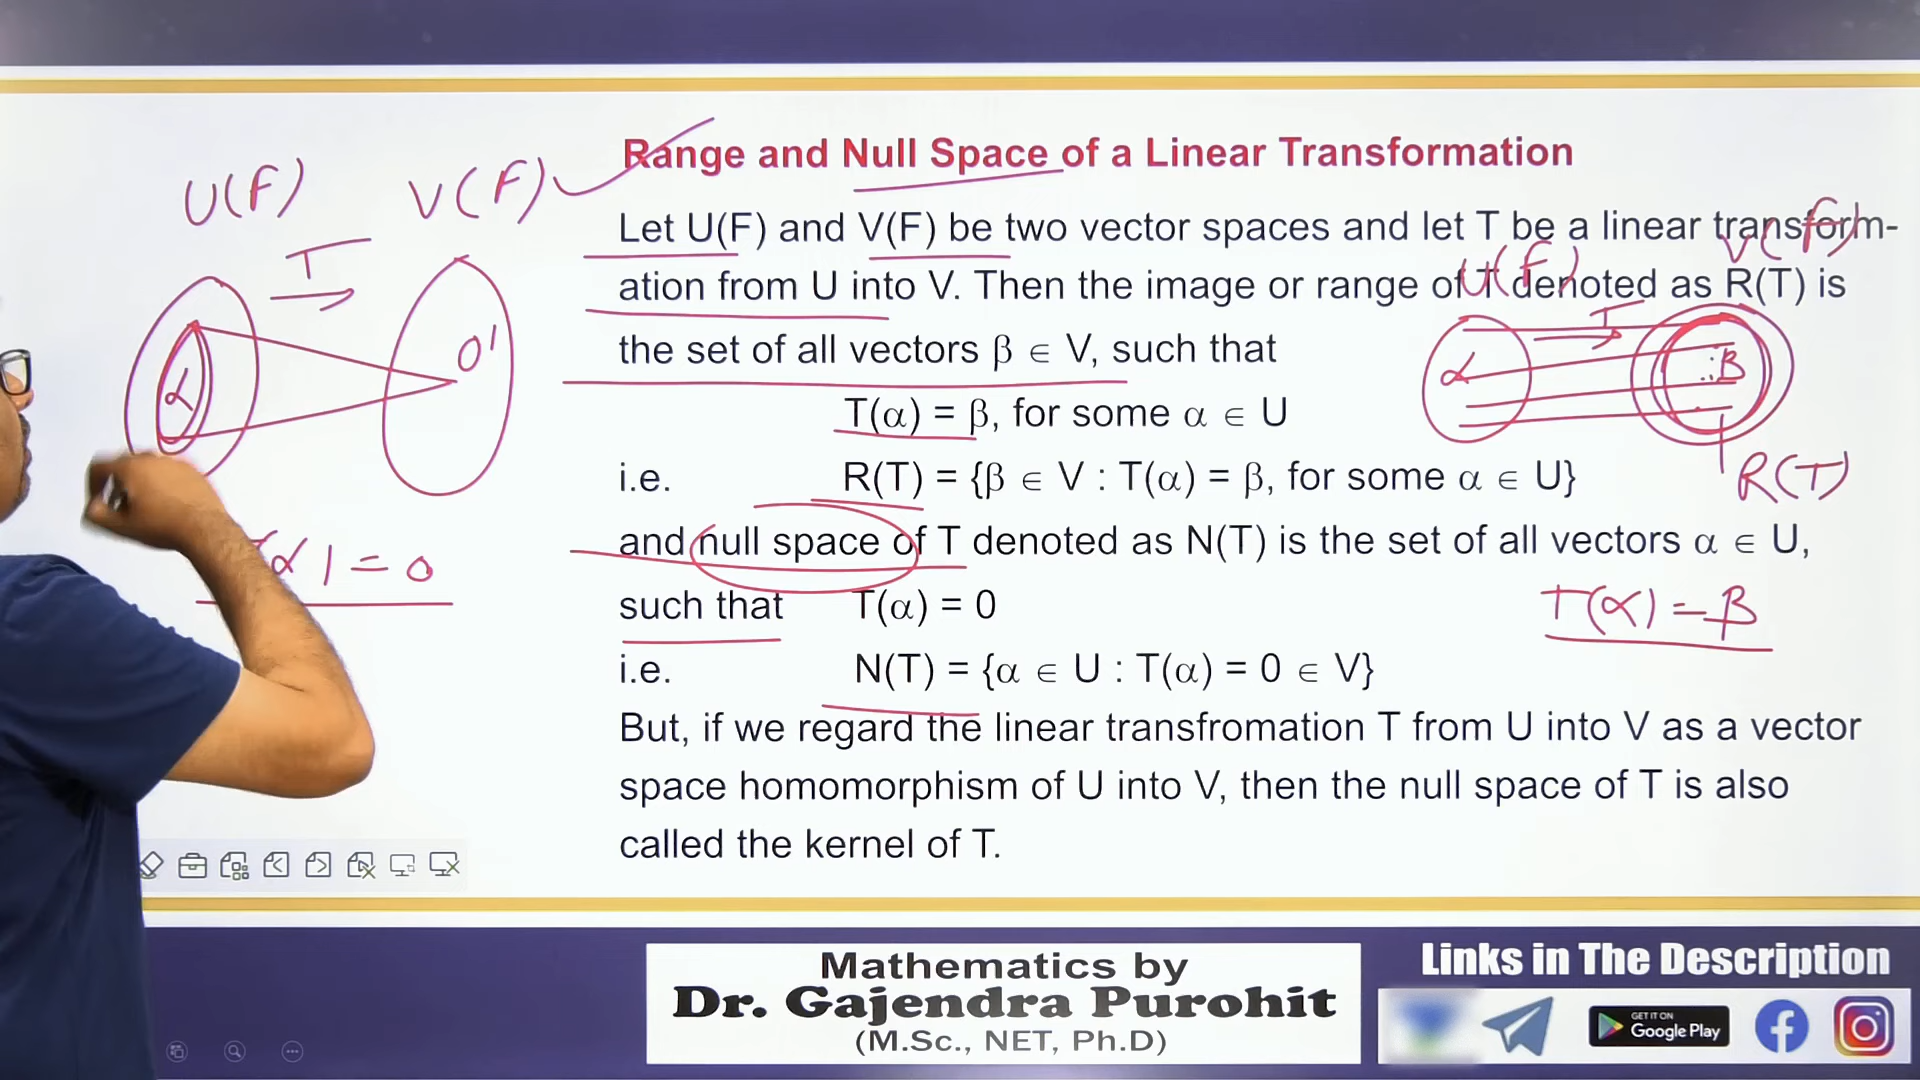 Range and Null Space of a Linear Transformation
U(F)
V(F)
T
α
0'
(α) = 0
Let U(F) and V(F) be two vector spaces and let T be a linear transform-
ation from U into V. Then the image or range of T denoted as R(T) is
the set of all vectors β ∈ V, such that
T(α) = β, for some α ∈ U
i.e. R(T) = {β ∈ V : T(α) = β, for some α ∈ U}
and null space of T denoted as N(T) is the set of all vectors α ∈ U,
such that T(α) = 0
i.e. N(T) = {α ∈ U : T(α) = 0 ∈ V}
But, if we regard the linear transfromation T from U into V as a vector
space homomorphism of U into V, then the null space of T is also
called the kernel of T.
U(F)
V(F)
T
α
β
R(T)
T(α) = β
Mathematics by
Dr. Gajendra Purohit
(M.Sc., NET, Ph.D)
Links in The Description
GET IT ON
Google Play